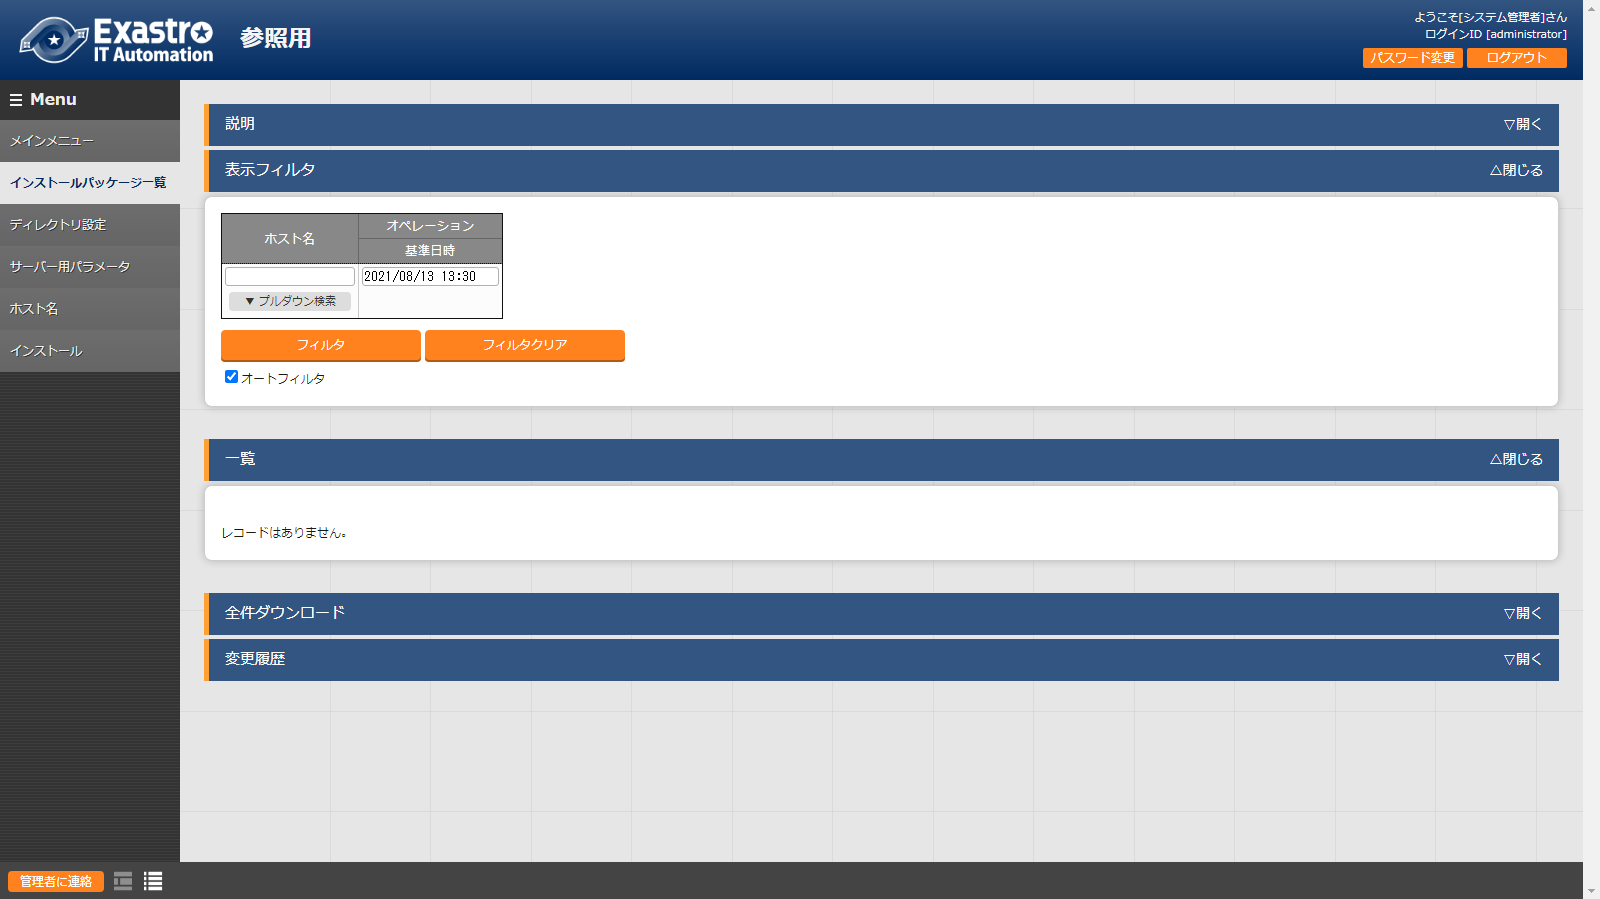 Exastro
IT Automation
参照用
ようこそ[システム管理者]さん
ログインID [administrator]
パスワード変更
ログアウト
Menu
メインメニュー
インストールパッケージ一覧
ディレクトリ設定
サーバー用パラメータ
ホスト名
インストール
説明
▽開く
表示フィルタ
△閉じる
ホスト名
オペレーション
基準日時
2021/08/13 13:30
▼ プルダウン検索
フィルタ
フィルタクリア
オートフィルタ
一覧
△閉じる
レコードはありません。
全件ダウンロード
▽開く
変更履歴
▽開く
管理者に連絡